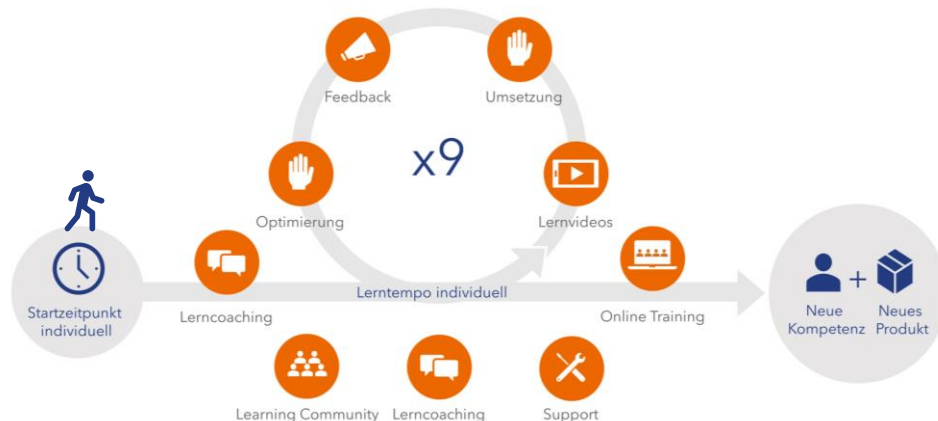 Feedback
Umsetzung
x9
Optimierung
Lernvideos
Startzeitpunkt
individuell
Lerncoaching
Lerntempo individuell
Online Training
Neue
Kompetenz
+
Neues
Produkt
Learning Community
Lerncoaching
Support